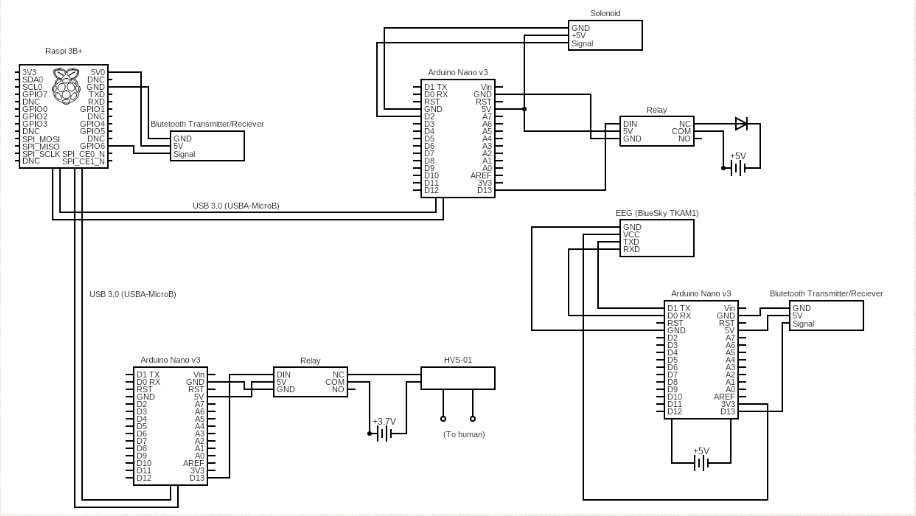 Solonoid
GND
+5V
Signal
Raspi 3B+
3V3
SDA0
SCL0
GPIO7
DNC
GPIO0
GPIO2
GPIO3
DNC
SPI_MOSI
SPI_MISO
SPI_SCLK
DNC
5V0
DNC
GND
TXD
RXD
GPIO1
DNC
GPIO4
GPIO5
DNC
GPIO6
SPI_CE0_N
SPI_CE1_N
Blutetooth Transmitter/Reciever
GND
5V
Signal
Arduino Nano v3
D1 TX
D0 RX
RST
GND
D2
D3
D4
D5
D6
D7
D8
D9
D10
D11
D12
Vin
GND
RST
5V
A7
A6
A5
A4
A3
A2
A1
A0
AREF
3V3
D13
Relay
DIN
5V
GND
NC
COM
NO
+5V
USB 3.0 (USBA-MicroB)
EEG (BlueSky TKAM1)
GND
VCC
TXD
RXD
USB 3.0 (USBA-MicroB)
Arduino Nano v3
D1 TX
D0 RX
RST
GND
D2
D3
D4
D5
D6
D7
D8
D9
D10
D11
D12
Vin
GND
RST
5V
A7
A6
A5
A4
A3
A2
A1
A0
AREF
3V3
D13
Blutetooth Transmitter/Reciever
GND
5V
Signal
+5V
Arduino Nano v3
D1 TX
D0 RX
RST
GND
D2
D3
D4
D5
D6
D7
D8
D9
D10
D11
D12
Vin
GND
RST
5V
A7
A6
A5
A4
A3
A2
A1
A0
AREF
3V3
D13
Relay
DIN
5V
GND
NC
COM
NO
HVS-01
+3.7V
(To human)